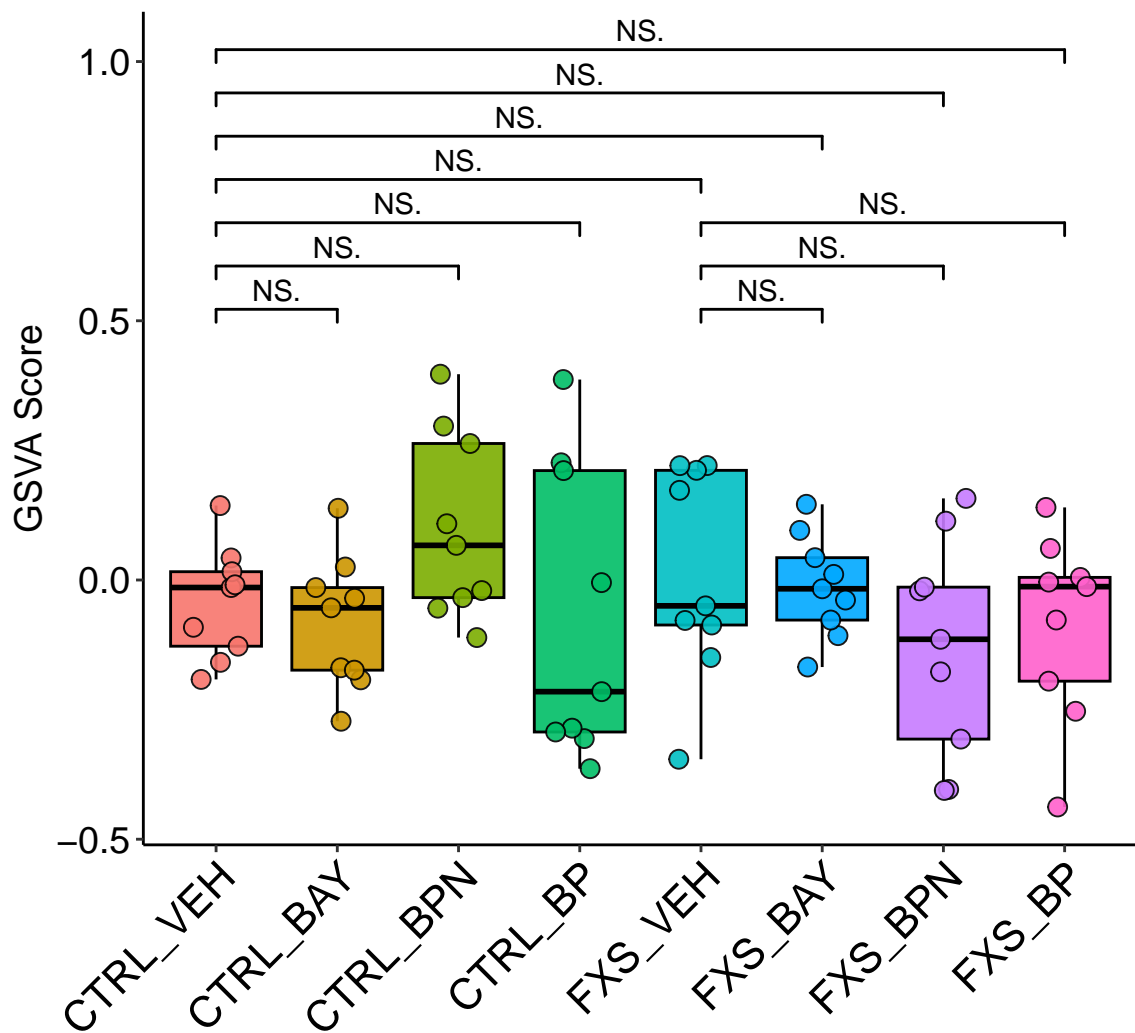 NS.
NS.
NS.
NS.
NS.
NS.
NS.
NS.
NS.
NS.
1.0
0.5
0.0
−0.5
GSVA Score
CTRL_VEH
CTRL_BAY
CTRL_BPN
CTRL_BP
FXS_VEH
FXS_BAY
FXS_BPN
FXS_BP